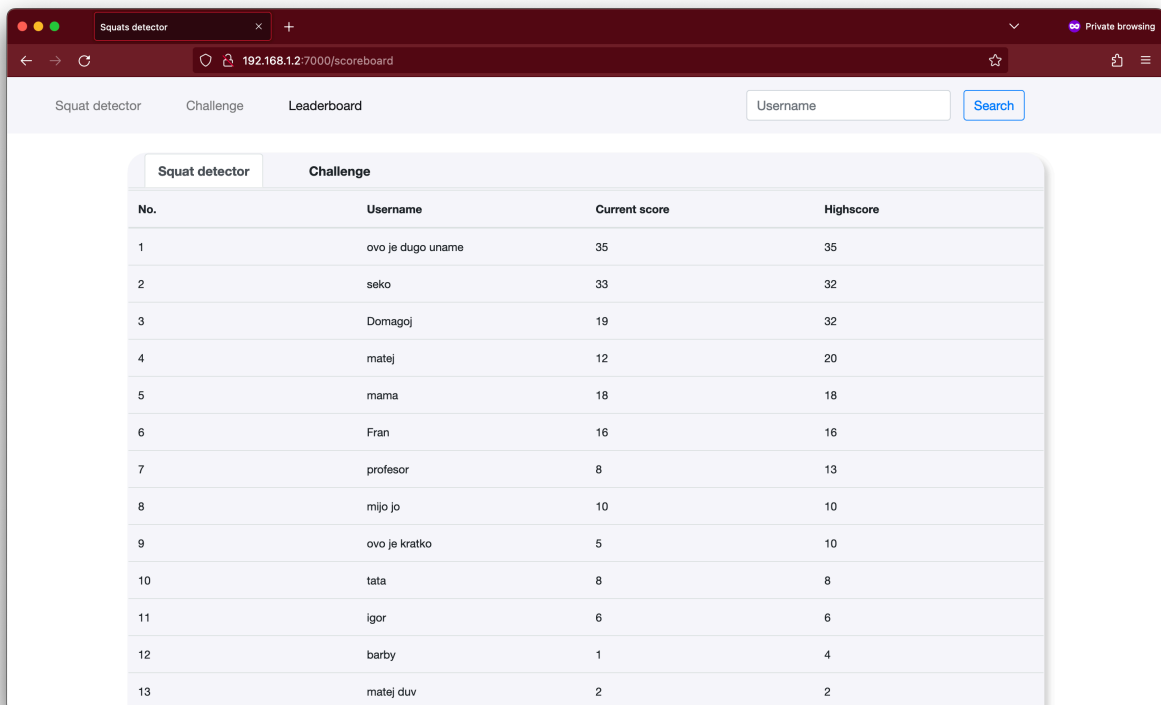 Squats detector
Private browsing
192.168.1.2:7000/scoreboard
Squat detector Challenge Leaderboard Username Search
Squat detector Challenge
No. Username Current score Highscore
1 ovo je dugo uname 35 35
2 seko 33 32
3 Domagoj 19 32
4 matej 12 20
5 mama 18 18
6 Fran 16 16
7 profesor 8 13
8 mijo jo 10 10
9 ovo je kratko 5 10
10 tata 8 8
11 igor 6 6
12 barby 1 4
13 matej duv 2 2